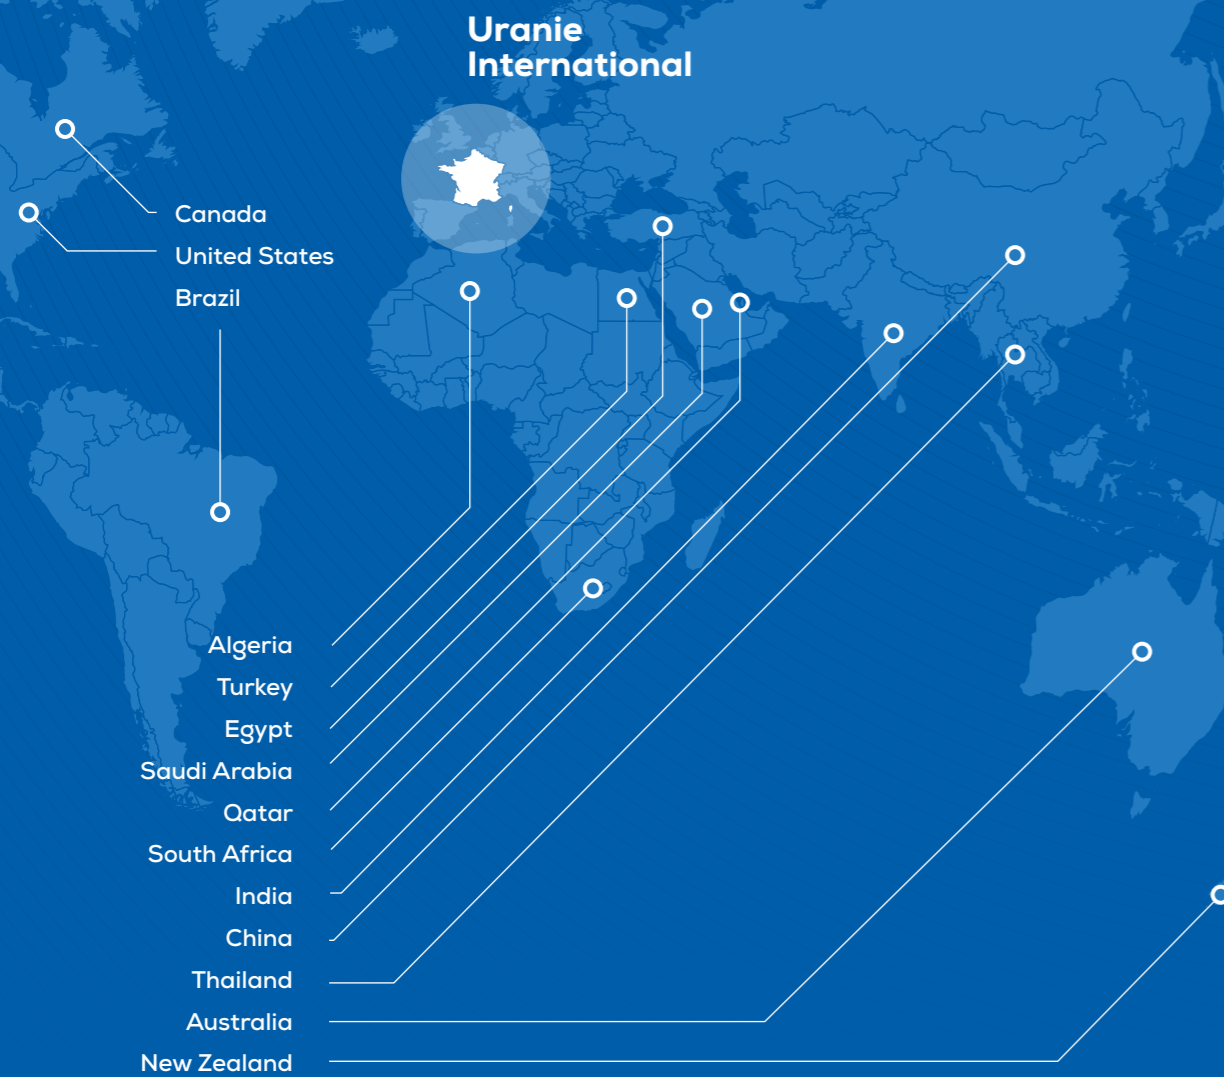 Uranie
International
Canada
United States
Brazil
Algeria
Turkey
Egypt
Saudi Arabia
Qatar
South Africa
India
China
Thailand
Australia
New Zealand